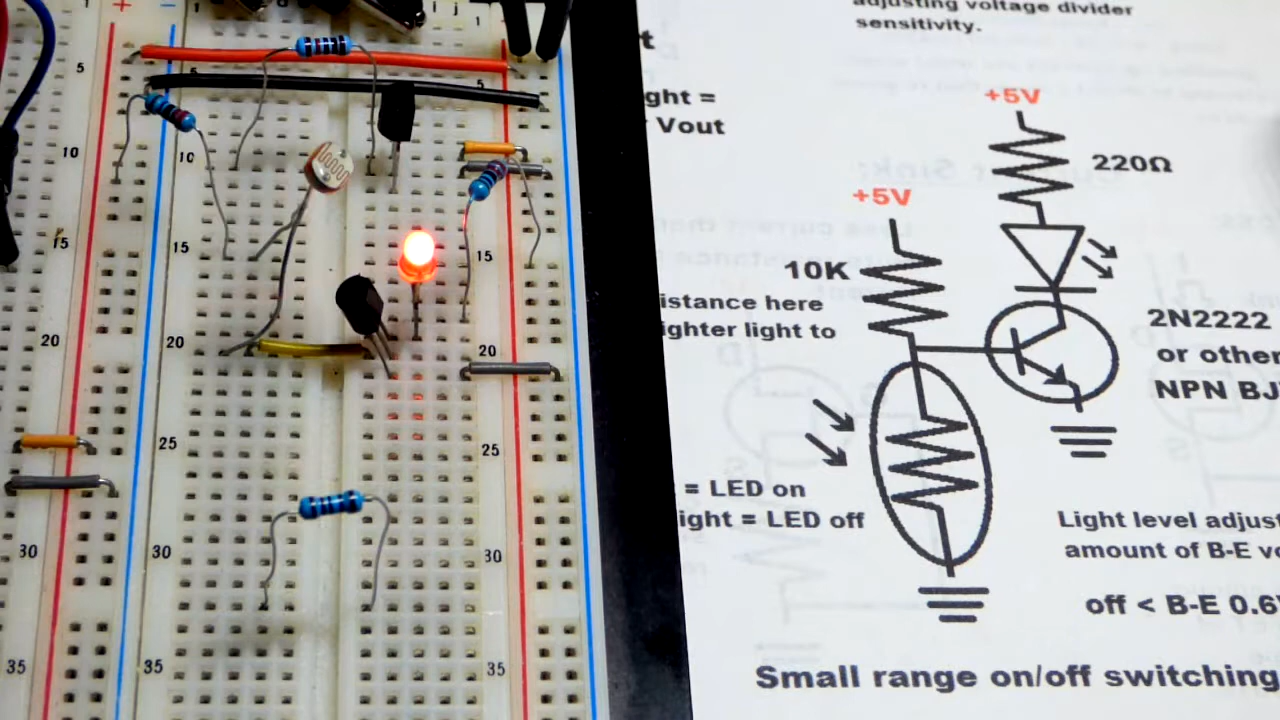 +
i j
1
5
5
10
10
15
15
15
20
20
20
25
25
25
30
30
30
35
35
35
adjusting voltage divider
sensitivity.
ght =
Vout
+5V
220Ω
+5V
10K
istance here
ighter light to
2N2222
or other
NPN BJ
= LED on
ight = LED off
Light level adjus
amount of B-E vo
off < B-E 0.6
Small range on/off switching